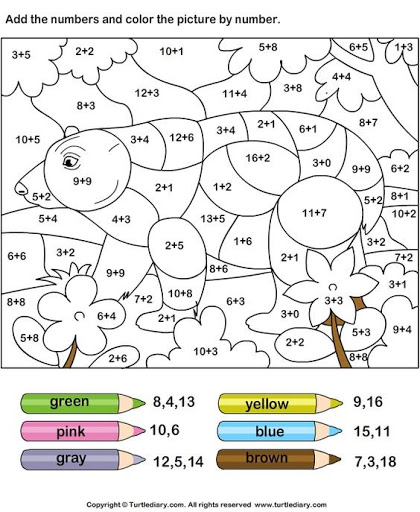 Add the numbers and color the picture by number.
3+5 2+2 10+1 5+8 6+5 1+3
4+4
12+3 11+4 3+8
8+3
3+4 2+1 6+1 8+7
10+5 3+4 12+6
16+2 3+0 9+9 6+2
9+9 2+1 1+2
5+2 5+2 8+1
5+4 4+3 13+5 11+7 10+2
2+5 1+6 3+2
6+6 3+2 2+1 7+2
9+9 8+6 3+1
8+8 7+2 10+8 6+3 3+3
6+4 2+1 3+0 9+4
5+8 5+3
2+6 10+3 2+2 8+8
green 8,4,13 yellow 9,16
pink 10,6 blue 15,11
gray 12,5,14 brown 7,3,18
Copyright © Turtlediary.com. All rights reserved www.turtlediary.com